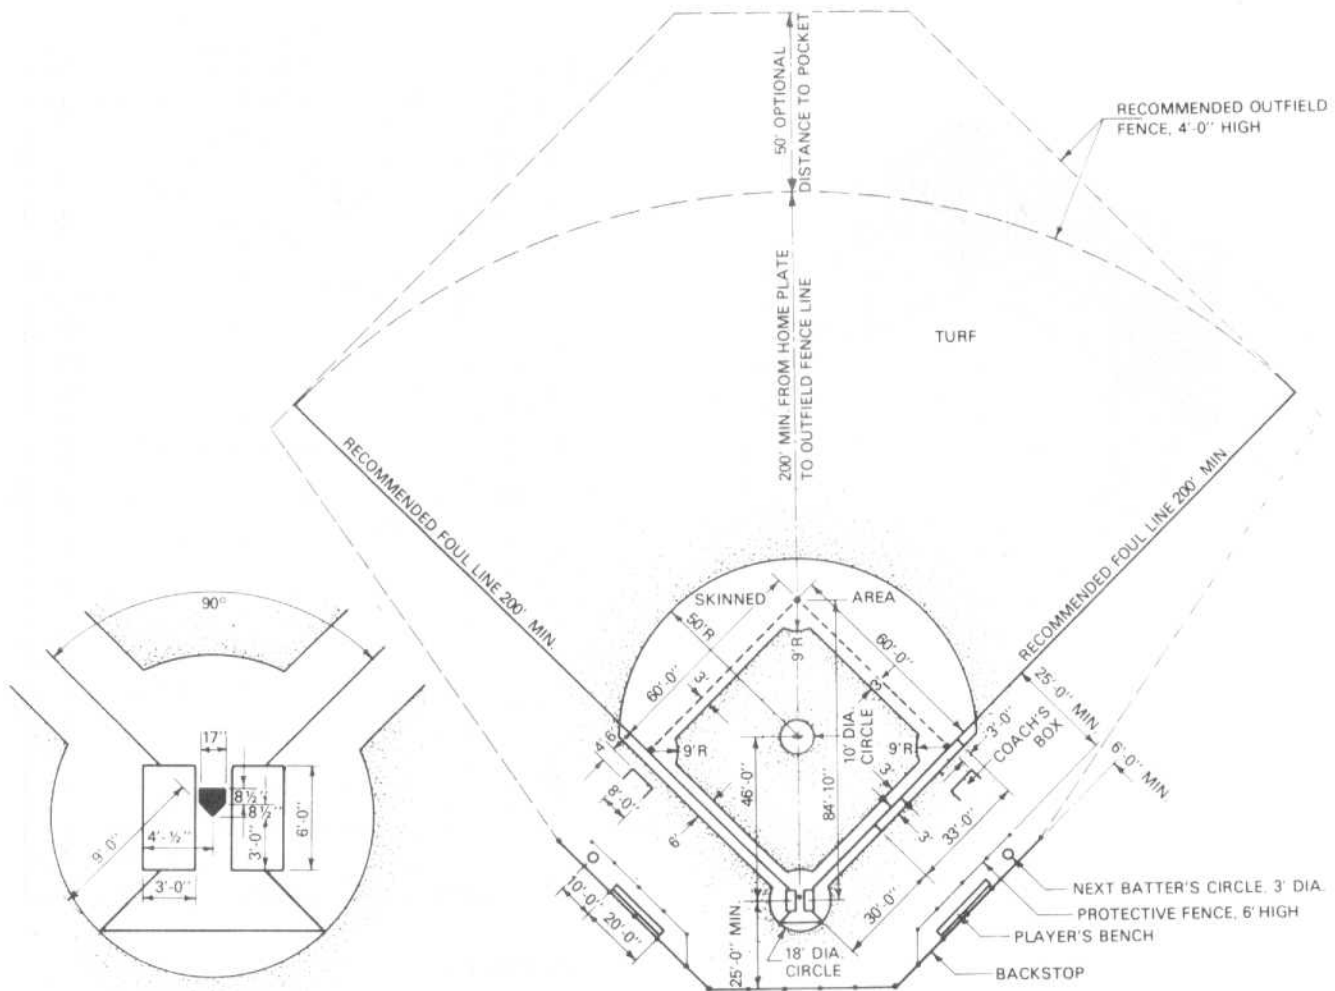 50' OPTIONAL
DISTANCE TO POCKET
RECOMMENDED OUTFIELD
FENCE, 4'-0'' HIGH
200' MIN. FROM HOME PLATE
TO OUTFIELD FENCE LINE
TURF
RECOMMENDED FOUL LINE 200' MIN.
RECOMMENDED FOUL LINE 200' MIN
SKINNED
AREA
50'R
9'R
60'-0''
60'-0''
3'
3'
9'R
9'R
10' DIA.
CIRCLE
46'-0''
84'-10''
4'6''
8'-0''
6'
3'
3'
3'-0''
COACH'S
BOX
25'-0'' MIN.
6'-0'' MIN.
33'-0''
30'-0''
10'-0''
20'-0''
25'-0'' MIN.
18' DIA.
CIRCLE
NEXT BATTER'S CIRCLE, 3' DIA.
PROTECTIVE FENCE, 6' HIGH
PLAYER'S BENCH
BACKSTOP
90°
17''
8½''
8½''
9'-0''
4'-½''
3'-0''
6'-0''
3'-0''